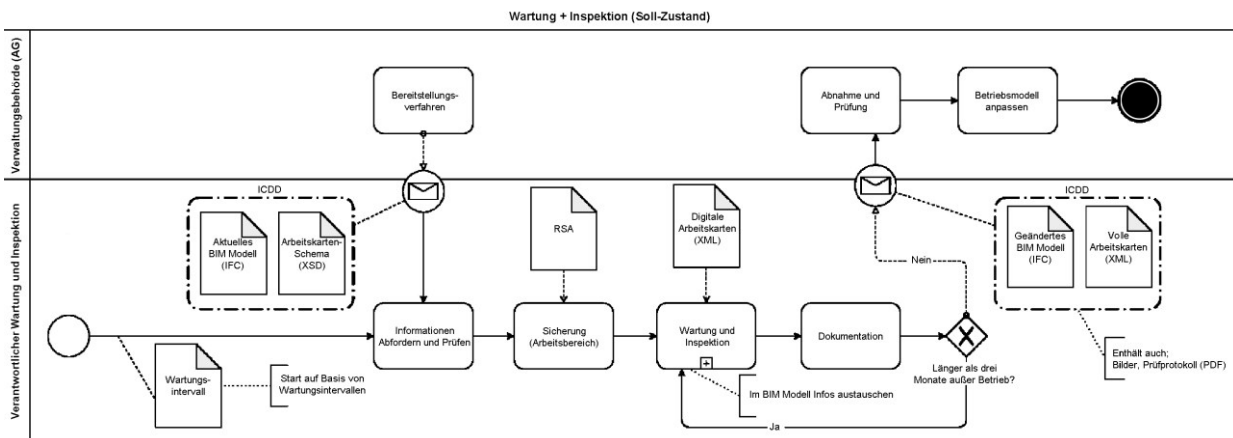 Wartung + Inspektion (Soll-Zustand)
Verwaltungsbehörde (AG)
Bereitstellungs-
verfahren
Abnahme und
Prüfung
Betriebsmodell
anpassen
Verantwortlicher Wartung und Inspektion
ICDD
Aktuelles
BIM Modell
(IFC)
Arbeitskarten-
Schema
(XSD)
RSA
Digitale
Arbeitskarten
(XML)
ICDD
Geändertes
BIM Modell
(IFC)
Volle
Arbeitskarten
(XML)
Nein
Informationen
Abfordern und Prüfen
Sicherung
(Arbeitsbereich)
Wartung und
Inspektion
Dokumentation
Länger als drei
Monate außer Betrieb?
Enthält auch;
Bilder, Prüfprotokoll (PDF)
Wartungs-
intervall
Start auf Basis von
Wartungsintervallen
Im BIM Modell Infos austauschen
Ja